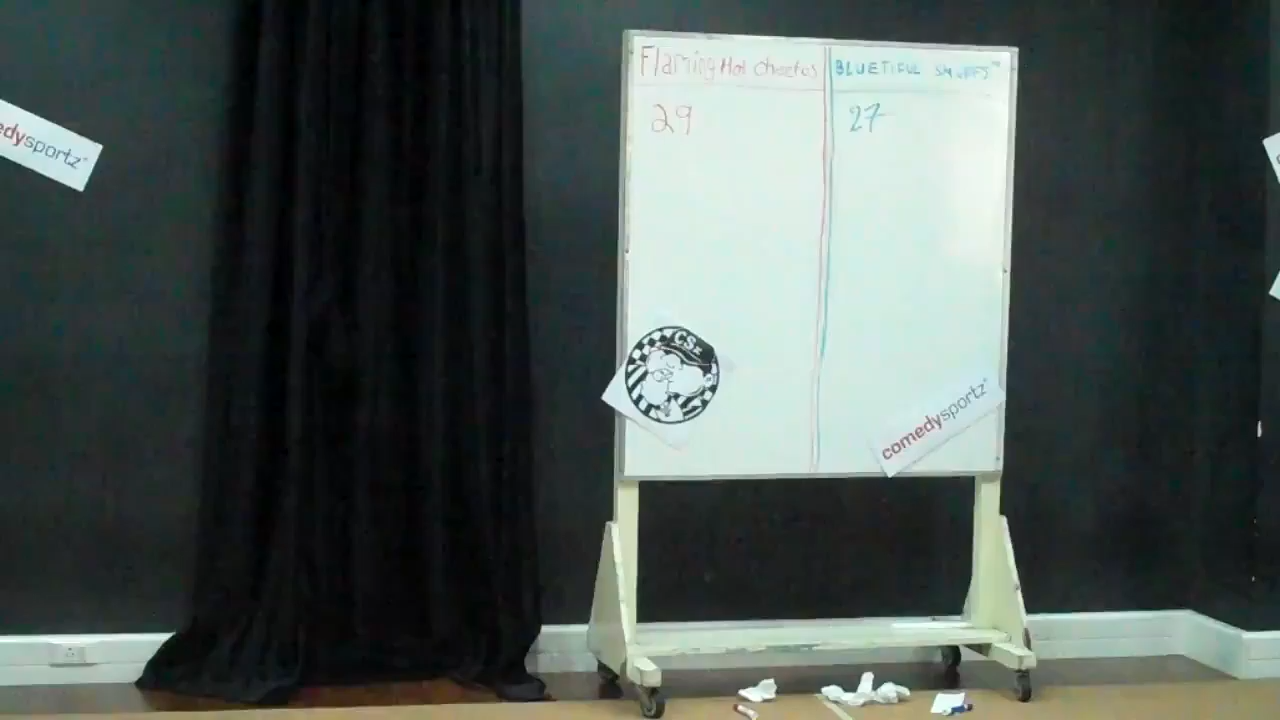 Flaming Hot Cheetos
BLUETIFUL SMURFS™
29
27
edysportz
CSz
comedysportz